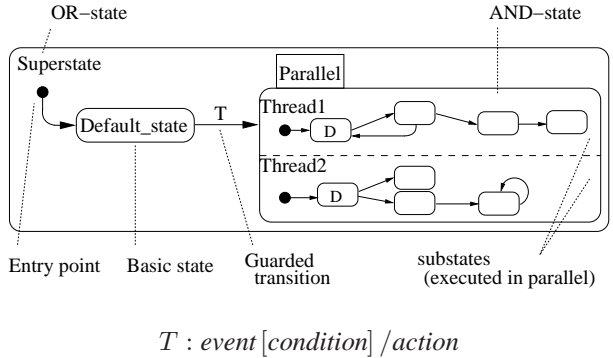 OR-state
AND-state
Superstate
Parallel
Thread1
T
Default_state
D
Thread2
D
Entry point
Basic state
Guarded
transition
substates
(executed in parallel)
T : event [condition] /action